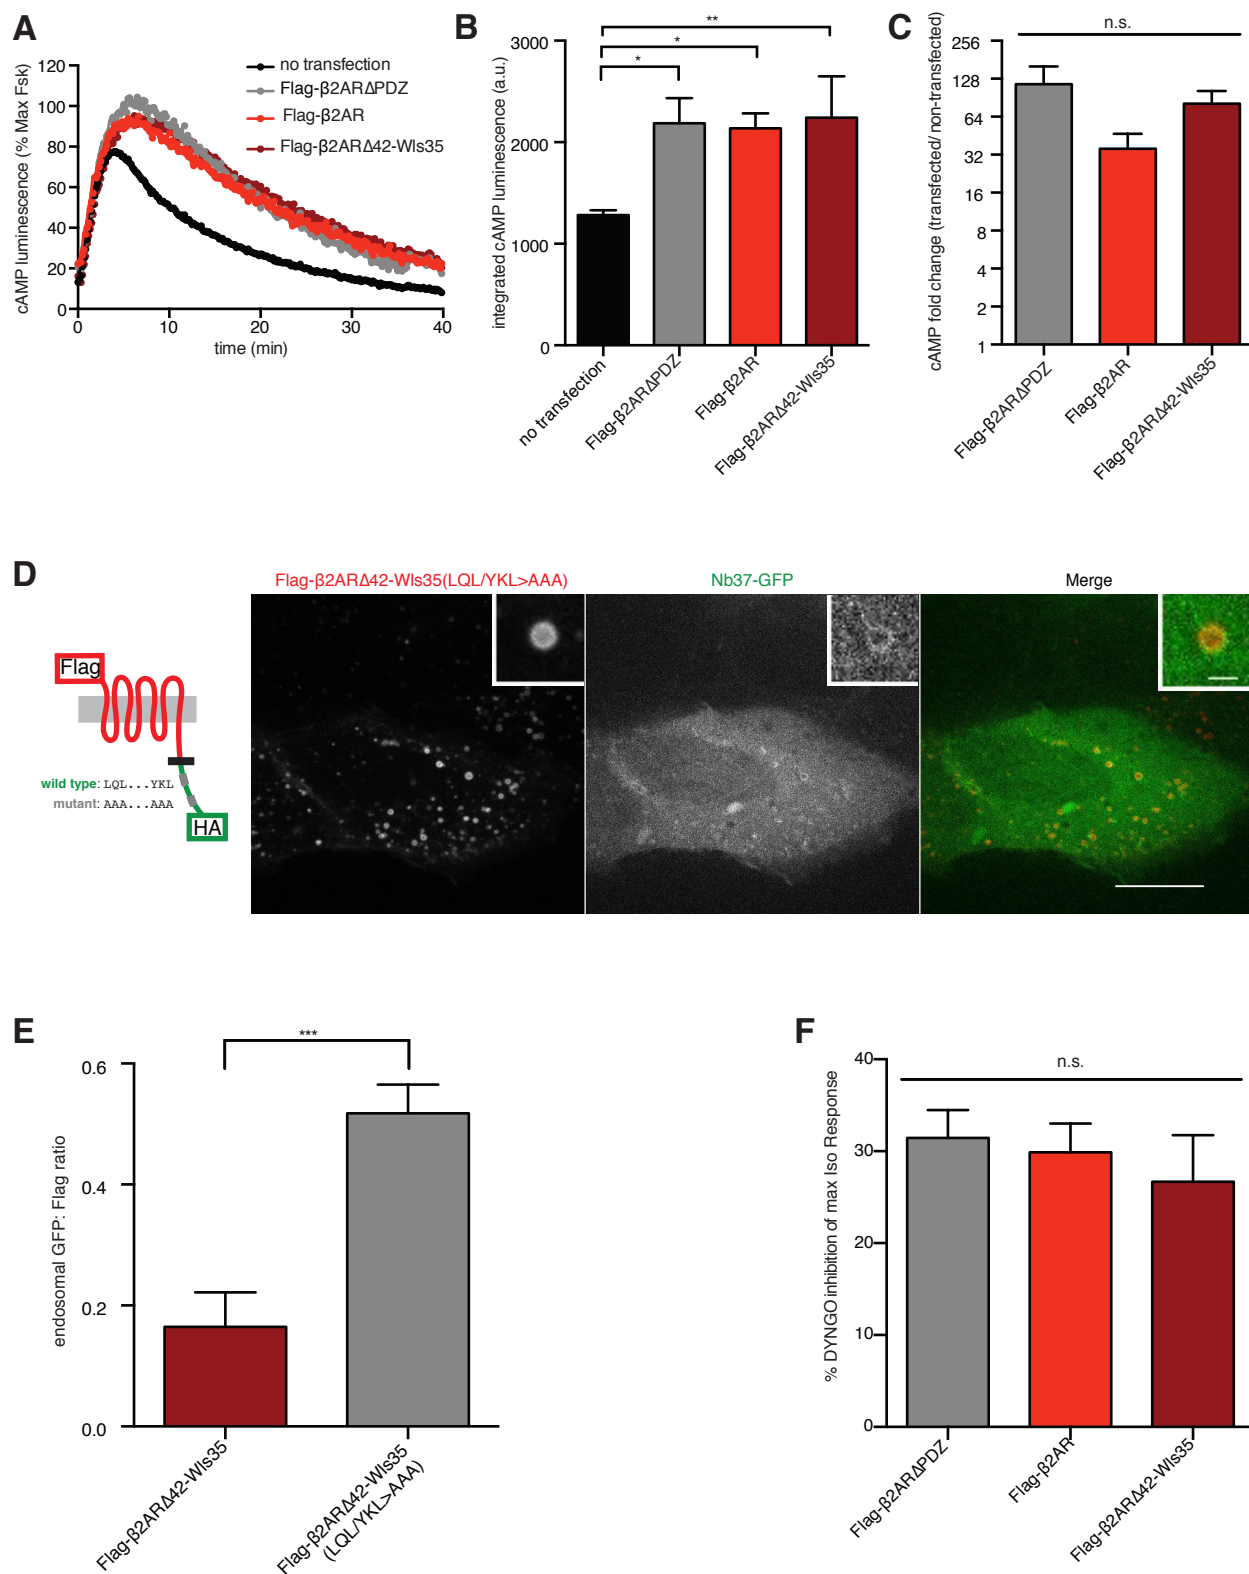 A
cAMP luminescence (% Max Fsk)
120
100
80
60
40
20
0
0
10
20
30
40
time (min)
no transfection
Flag-β2ARΔPDZ
Flag-β2AR
Flag-β2ARΔ42-Wls35
B
integrated cAMP luminescence (a.u.)
3000
2000
1000
0
**
*
*
no transfection
Flag-β2ARΔPDZ
Flag-β2AR
Flag-β2ARΔ42-Wls35
C
cAMP fold change (transfected/ non-transfected)
256
128
64
32
16
8
4
2
1
n.s.
Flag-β2ARΔPDZ
Flag-β2AR
Flag-β2ARΔ42-Wls35
D
Flag
wild type: LQL...YKL
mutant: AAA...AAA
HA
Flag-β2ARΔ42-Wls35(LQL/YKL>AAA)
Nb37-GFP
Merge
E
endosomal GFP: Flag ratio
0.6
0.4
0.2
0.0
***
Flag-β2ARΔ42-Wls35
Flag-β2ARΔ42-Wls35
(LQL/YKL>AAA)
F
% DYNGO inhibition of max Iso Response
40
30
20
10
0
n.s.
Flag-β2ARΔPDZ
Flag-β2AR
Flag-β2ARΔ42-Wls35